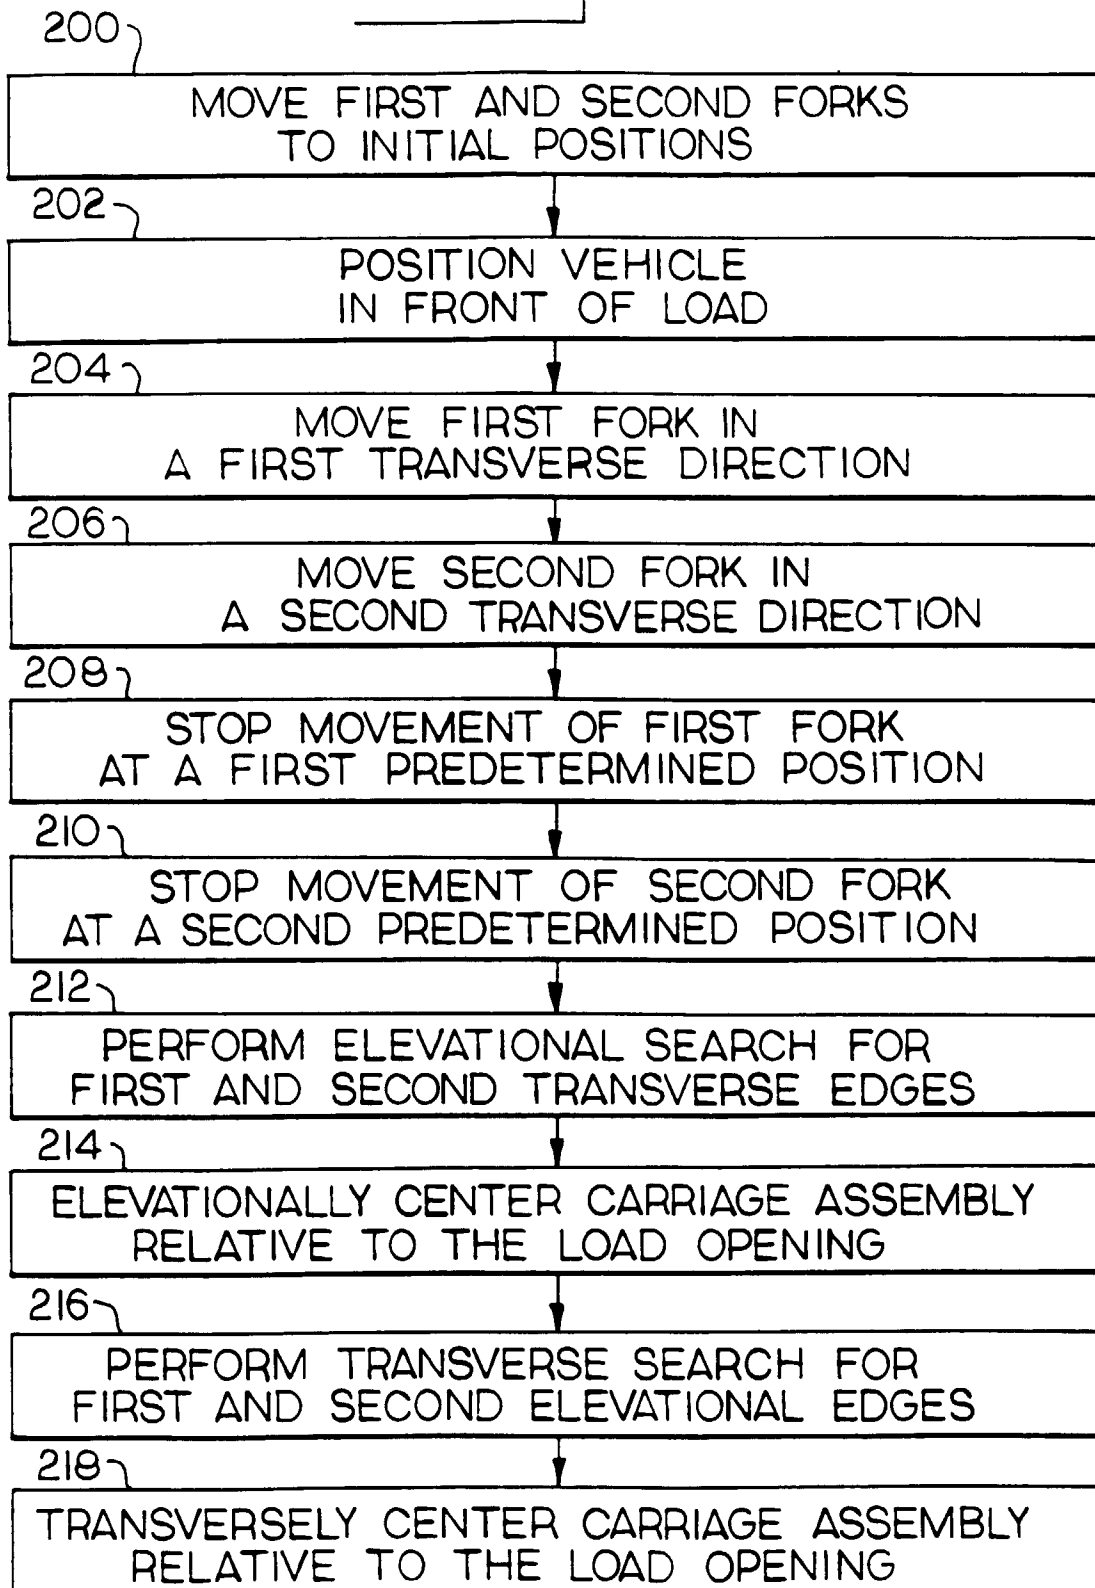 200
MOVE FIRST AND SECOND FORKS
TO INITIAL POSITIONS
202
POSITION VEHICLE
IN FRONT OF LOAD
204
MOVE FIRST FORK IN
A FIRST TRANSVERSE DIRECTION
206
MOVE SECOND FORK IN
A SECOND TRANSVERSE DIRECTION
208
STOP MOVEMENT OF FIRST FORK
AT A FIRST PREDETERMINED POSITION
210
STOP MOVEMENT OF SECOND FORK
AT A SECOND PREDETERMINED POSITION
212
PERFORM ELEVATIONAL SEARCH FOR
FIRST AND SECOND TRANSVERSE EDGES
214
ELEVATIONALLY CENTER CARRIAGE ASSEMBLY
RELATIVE TO THE LOAD OPENING
216
PERFORM TRANSVERSE SEARCH FOR
FIRST AND SECOND ELEVATIONAL EDGES
218
TRANSVERSELY CENTER CARRIAGE ASSEMBLY
RELATIVE TO THE LOAD OPENING